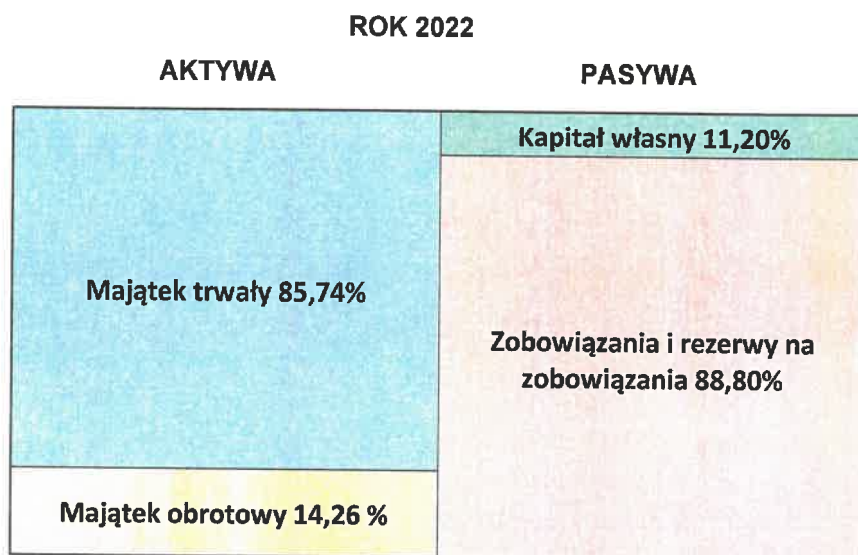 ROK 2022
AKTYWA
PASYWA
Kapitał własny 11,20%
Majątek trwały 85,74%
Zobowiązania i rezerwy na
zobowiązania 88,80%
Majątek obrotowy 14,26 %